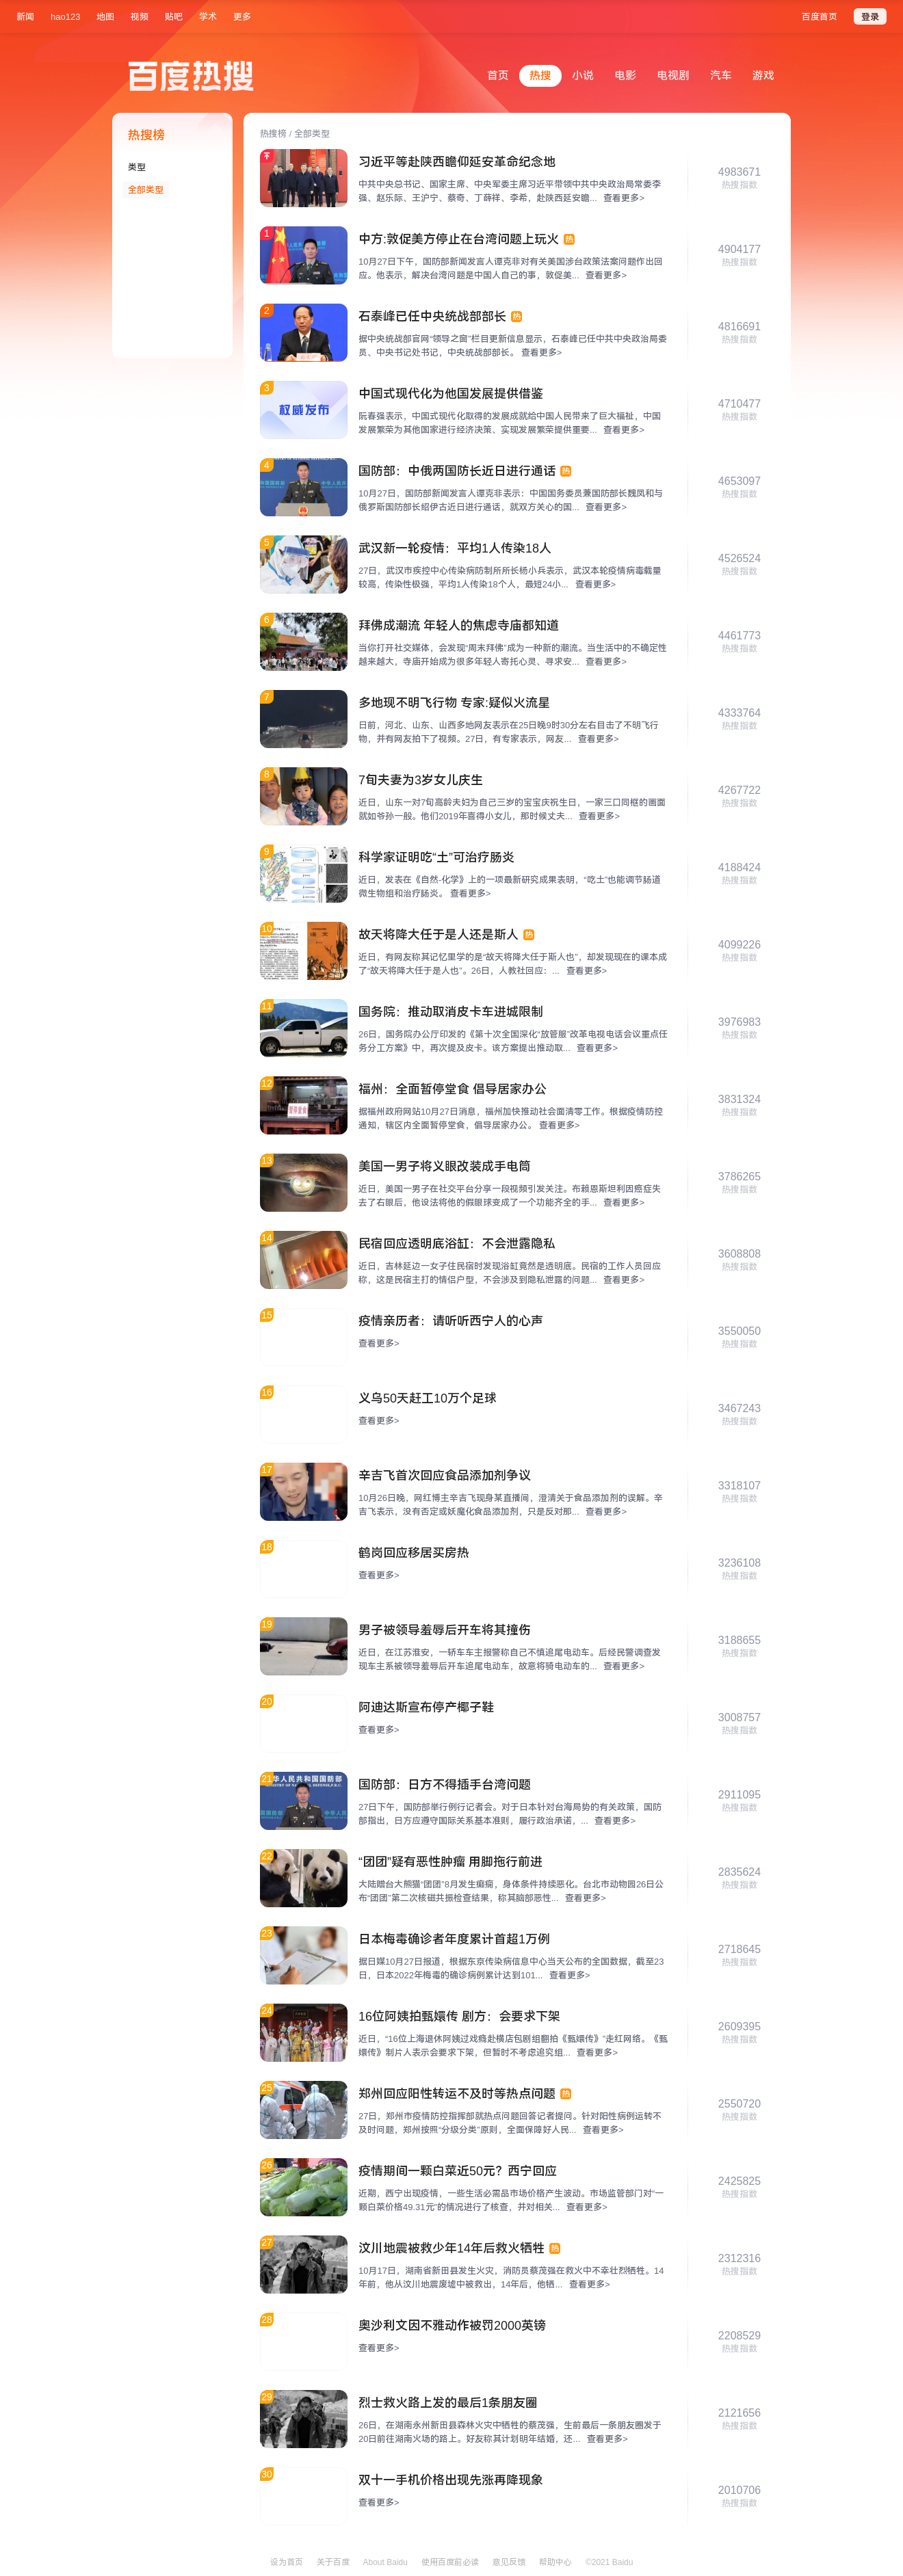 新闻 hao123 地图 视频 贴吧 学术 更多 百度首页 登录
百度热搜
首页 热搜 小说 电影 电视剧 汽车 游戏
热搜榜
类型
全部类型
热搜榜 / 全部类型
习近平等赴陕西瞻仰延安革命纪念地
中共中央总书记、国家主席、中央军委主席习近平带领中共中央政治局常委李
强、赵乐际、王沪宁、蔡奇、丁薛祥、李希，赴陕西延安瞻... 查看更多>
4983671
热搜指数
1
中方:敦促美方停止在台湾问题上玩火 热
10月27日下午，国防部新闻发言人谭克非对有关美国涉台政策法案问题作出回
应。他表示，解决台湾问题是中国人自己的事，敦促美... 查看更多>
4904177
热搜指数
2
石泰峰已任中央统战部部长 热
据中央统战部官网“领导之窗”栏目更新信息显示，石泰峰已任中共中央政治局委
员、中央书记处书记，中央统战部部长。 查看更多>
4816691
热搜指数
3
权威发布
中国式现代化为他国发展提供借鉴
阮春强表示，中国式现代化取得的发展成就给中国人民带来了巨大福祉，中国
发展繁荣为其他国家进行经济决策、实现发展繁荣提供重要... 查看更多>
4710477
热搜指数
4
国防部：中俄两国防长近日进行通话 热
10月27日，国防部新闻发言人谭克非表示：中国国务委员兼国防部长魏凤和与
俄罗斯国防部长绍伊古近日进行通话，就双方关心的国... 查看更多>
4653097
热搜指数
5
武汉新一轮疫情：平均1人传染18人
27日，武汉市疾控中心传染病防制所所长杨小兵表示，武汉本轮疫情病毒载量
较高，传染性极强，平均1人传染18个人，最短24小... 查看更多>
4526524
热搜指数
6
拜佛成潮流 年轻人的焦虑寺庙都知道
当你打开社交媒体，会发现“周末拜佛”成为一种新的潮流。当生活中的不确定性
越来越大，寺庙开始成为很多年轻人寄托心灵、寻求安... 查看更多>
4461773
热搜指数
7
多地现不明飞行物 专家:疑似火流星
日前，河北、山东、山西多地网友表示在25日晚9时30分左右目击了不明飞行
物，并有网友拍下了视频。27日，有专家表示，网友... 查看更多>
4333764
热搜指数
8
7旬夫妻为3岁女儿庆生
近日，山东一对7旬高龄夫妇为自己三岁的宝宝庆祝生日，一家三口同框的画面
就如爷孙一般。他们2019年喜得小女儿，那时候丈夫... 查看更多>
4267722
热搜指数
9
科学家证明吃“土”可治疗肠炎
近日，发表在《自然-化学》上的一项最新研究成果表明，“吃土”也能调节肠道
微生物组和治疗肠炎。 查看更多>
4188424
热搜指数
10
故天将降大任于是人还是斯人 热
近日，有网友称其记忆里学的是“故天将降大任于斯人也”，却发现现在的课本成
了“故天将降大任于是人也”。26日，人教社回应：... 查看更多>
4099226
热搜指数
11
国务院：推动取消皮卡车进城限制
26日，国务院办公厅印发的《第十次全国深化“放管服”改革电视电话会议重点任
务分工方案》中，再次提及皮卡。该方案提出推动取... 查看更多>
3976983
热搜指数
12
暂停堂食
福州：全面暂停堂食 倡导居家办公
据福州政府网站10月27日消息，福州加快推动社会面清零工作。根据疫情防控
通知，辖区内全面暂停堂食，倡导居家办公。 查看更多>
3831324
热搜指数
13
美国一男子将义眼改装成手电筒
近日，美国一男子在社交平台分享一段视频引发关注。布赖恩斯坦利因癌症失
去了右眼后，他设法将他的假眼球变成了一个功能齐全的手... 查看更多>
3786265
热搜指数
14
民宿回应透明底浴缸：不会泄露隐私
近日，吉林延边一女子住民宿时发现浴缸竟然是透明底。民宿的工作人员回应
称，这是民宿主打的情侣户型，不会涉及到隐私泄露的问题... 查看更多>
3608808
热搜指数
15
疫情亲历者：请听听西宁人的心声
查看更多>
3550050
热搜指数
16
义乌50天赶工10万个足球
查看更多>
3467243
热搜指数
17
辛吉飞首次回应食品添加剂争议
10月26日晚，网红博主辛吉飞现身某直播间，澄清关于食品添加剂的误解。辛
吉飞表示，没有否定或妖魔化食品添加剂，只是反对那... 查看更多>
3318107
热搜指数
18
鹤岗回应移居买房热
查看更多>
3236108
热搜指数
19
男子被领导羞辱后开车将其撞伤
近日，在江苏淮安，一轿车车主报警称自己不慎追尾电动车。后经民警调查发
现车主系被领导羞辱后开车追尾电动车，故意将骑电动车的... 查看更多>
3188655
热搜指数
20
阿迪达斯宣布停产椰子鞋
查看更多>
3008757
热搜指数
21
国防部：日方不得插手台湾问题
27日下午，国防部举行例行记者会。对于日本针对台海局势的有关政策，国防
部指出，日方应遵守国际关系基本准则，履行政治承诺，... 查看更多>
2911095
热搜指数
22
“团团”疑有恶性肿瘤 用脚拖行前进
大陆赠台大熊猫“团团”8月发生癫痫，身体条件持续恶化。台北市动物园26日公
布“团团”第二次核磁共振检查结果，称其脑部恶性... 查看更多>
2835624
热搜指数
23
日本梅毒确诊者年度累计首超1万例
据日媒10月27日报道，根据东京传染病信息中心当天公布的全国数据，截至23
日，日本2022年梅毒的确诊病例累计达到101... 查看更多>
2718645
热搜指数
24
16位阿姨拍甄嬛传 剧方：会要求下架
近日，“16位上海退休阿姨过戏瘾赴横店包剧组翻拍《甄嬛传》”走红网络。《甄
嬛传》制片人表示会要求下架，但暂时不考虑追究组... 查看更多>
2609395
热搜指数
25
郑州回应阳性转运不及时等热点问题 热
27日，郑州市疫情防控指挥部就热点问题回答记者提问。针对阳性病例运转不
及时问题，郑州按照“分级分类”原则，全面保障好人民... 查看更多>
2550720
热搜指数
26
疫情期间一颗白菜近50元？西宁回应
近期，西宁出现疫情，一些生活必需品市场价格产生波动。市场监管部门对“一
颗白菜价格49.31元”的情况进行了核查，并对相关... 查看更多>
2425825
热搜指数
27
汶川地震被救少年14年后救火牺牲 热
10月17日，湖南省新田县发生火灾，消防员蔡茂强在救火中不幸壮烈牺牲。14
年前，他从汶川地震废墟中被救出，14年后，他牺... 查看更多>
2312316
热搜指数
28
奥沙利文因不雅动作被罚2000英镑
查看更多>
2208529
热搜指数
29
烈士救火路上发的最后1条朋友圈
26日，在湖南永州新田县森林火灾中牺牲的蔡茂强，生前最后一条朋友圈发于
20日前往湖南火场的路上。好友称其计划明年结婚，还... 查看更多>
2121656
热搜指数
30
双十一手机价格出现先涨再降现象
查看更多>
2010706
热搜指数
设为首页 关于百度 About Baidu 使用百度前必读 意见反馈 帮助中心 ©2021 Baidu